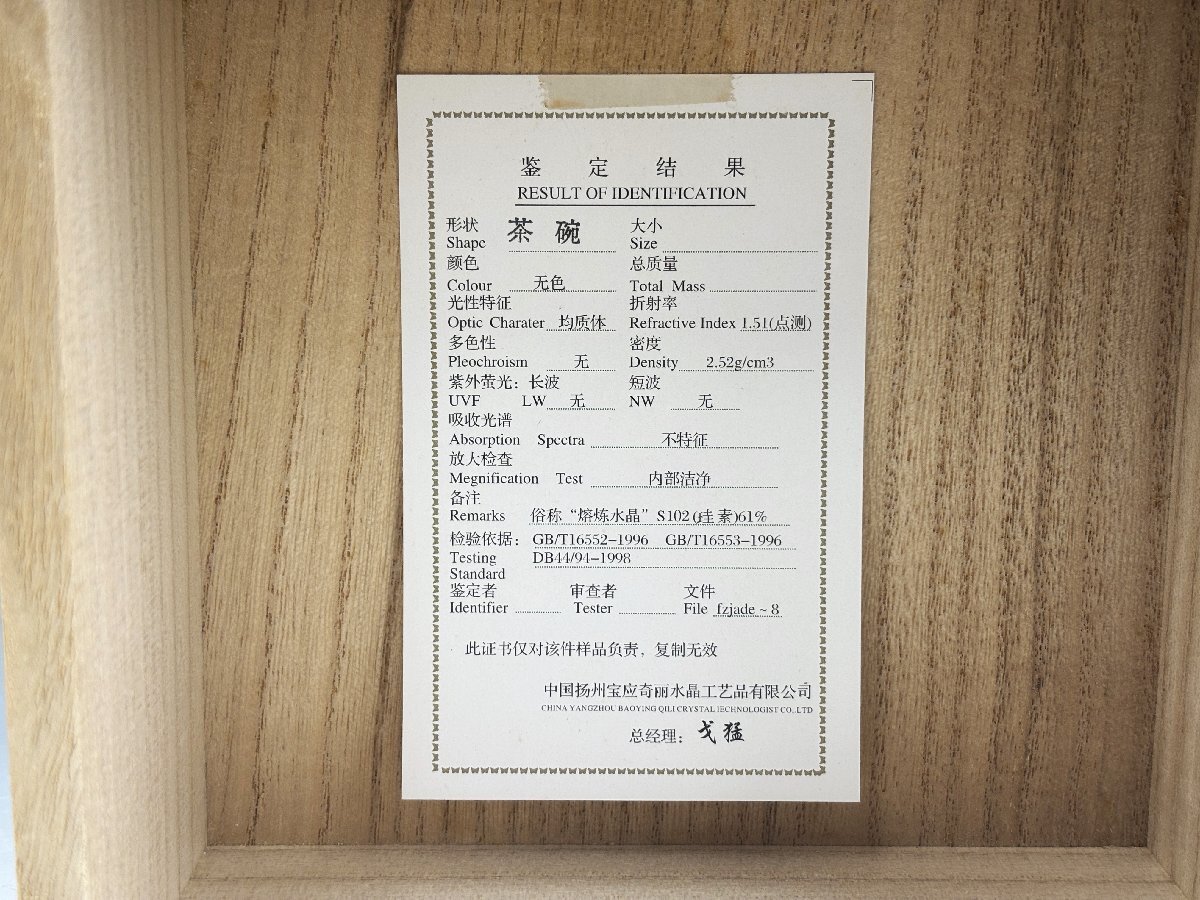 鉴定结果
RESULT OF IDENTIFICATION
形状 茶碗 大小
Shape Size
颜色 总质量
Colour 无色 Total Mass
光性特征 折射率
Optic Charater 均质体 Refractive Index 1.51(点测)
多色性 密度
Pleochroism 无 Density 2.52g/cm3
紫外萤光：长波 短波
UVF LW 无 NW 无
吸收光谱
Absorption Spectra 不特征
放大检查
Megnification Test 内部洁净
备注
Remarks 俗称“熔炼水晶”S102(硅素)61%
检验依据： GB/T16552-1996 GB/T16553-1996
Testing DB44/94-1998
Standard
鉴定者 审查者 文件
Identifier Tester File fzjade ~ 8
此证书仅对该件样品负责，复制无效
中国扬州宝应奇丽水晶工艺品有限公司
CHINA YANGZHOU BAOYING QILI CRYSTAL TECHNOLOGIST CO.,LTD
总经理：戈猛